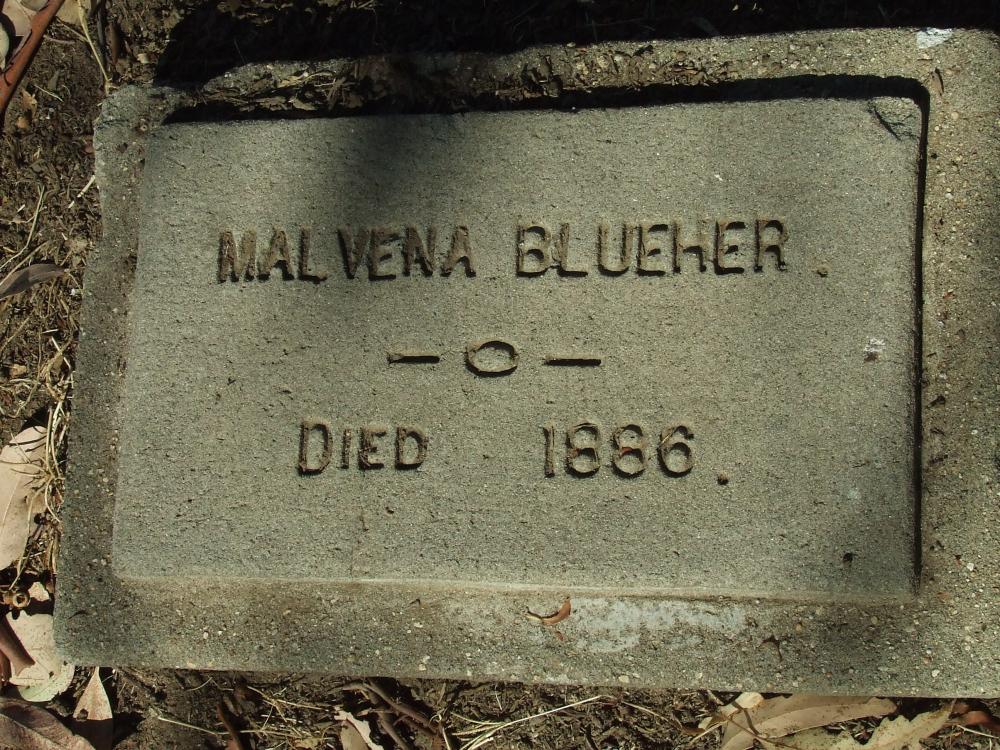 MALVENA BLUEHER.
— O —
DIED 1886.